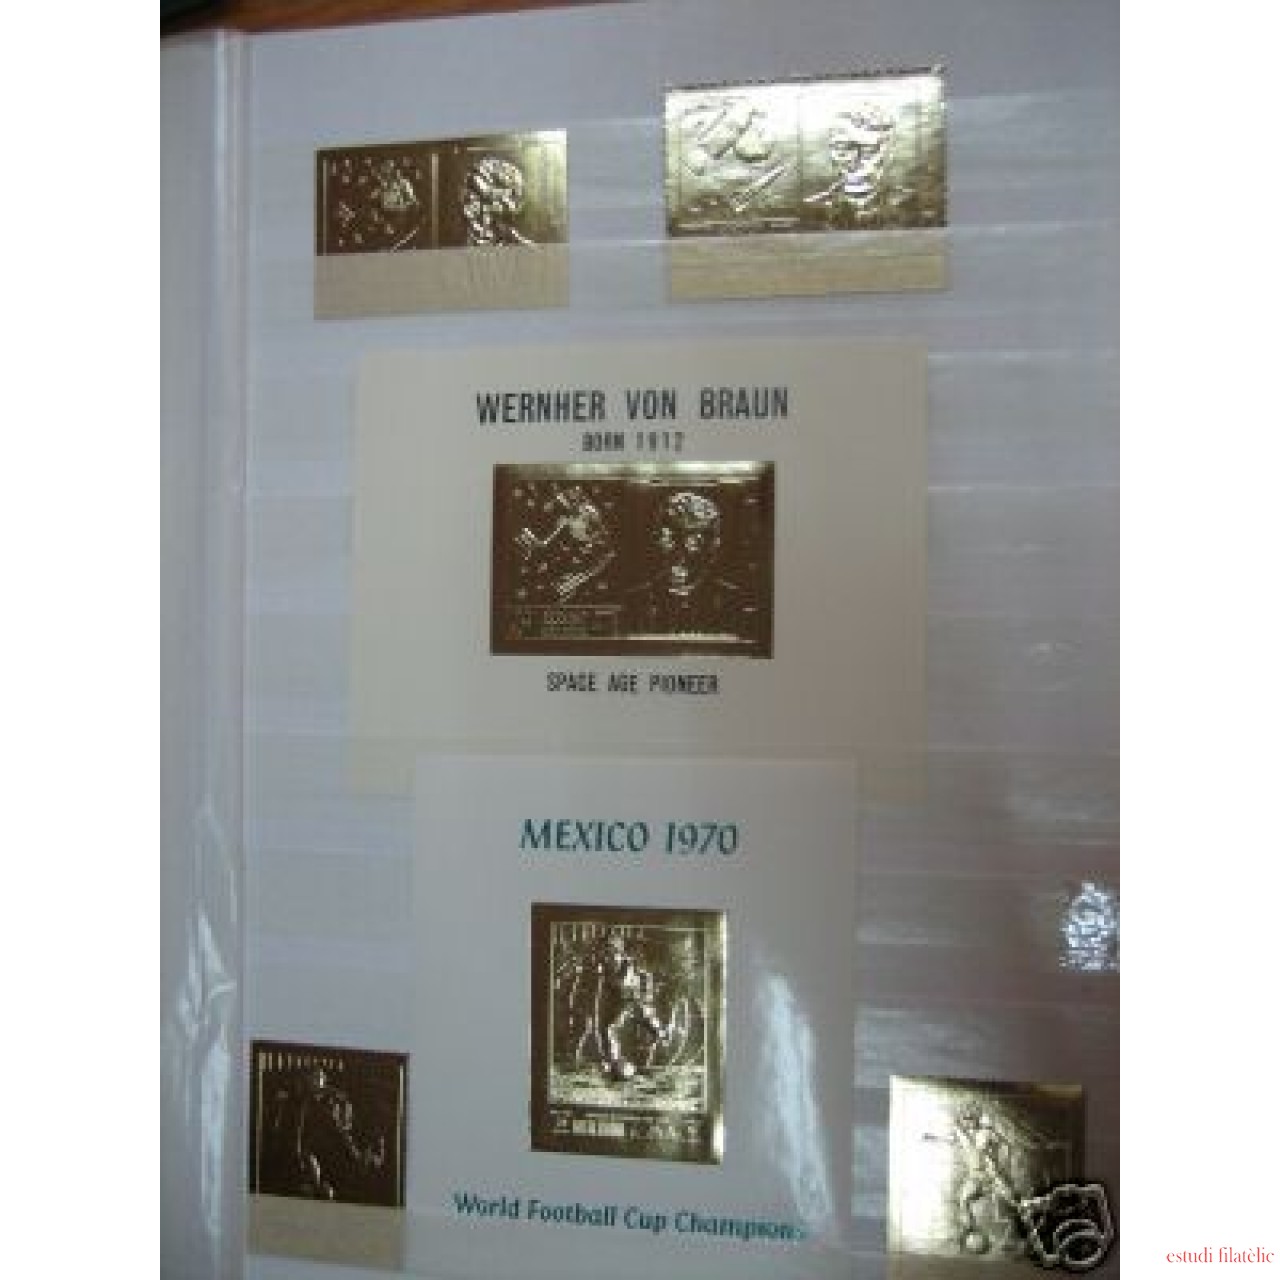 WERNHER VON BRAUN
BORN 1912
SPACE AGE PIONEER
MEXICO 1970
World Football Cup Champions
estudi filatèlic